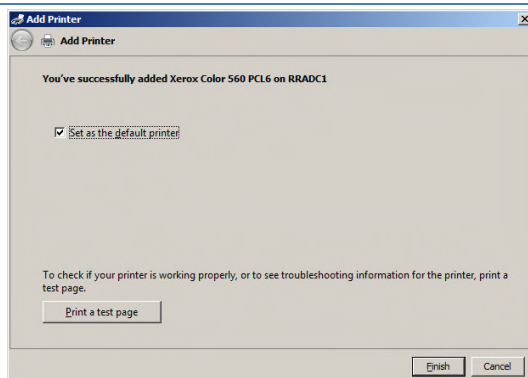 Add Printer
Add Printer
You've successfully added Xerox Color 560 PCL6 on RRADC1
Set as the default printer
To check if your printer is working properly, or to see troubleshooting information for the printer, print a
test page.
Print a test page
Finish
Cancel